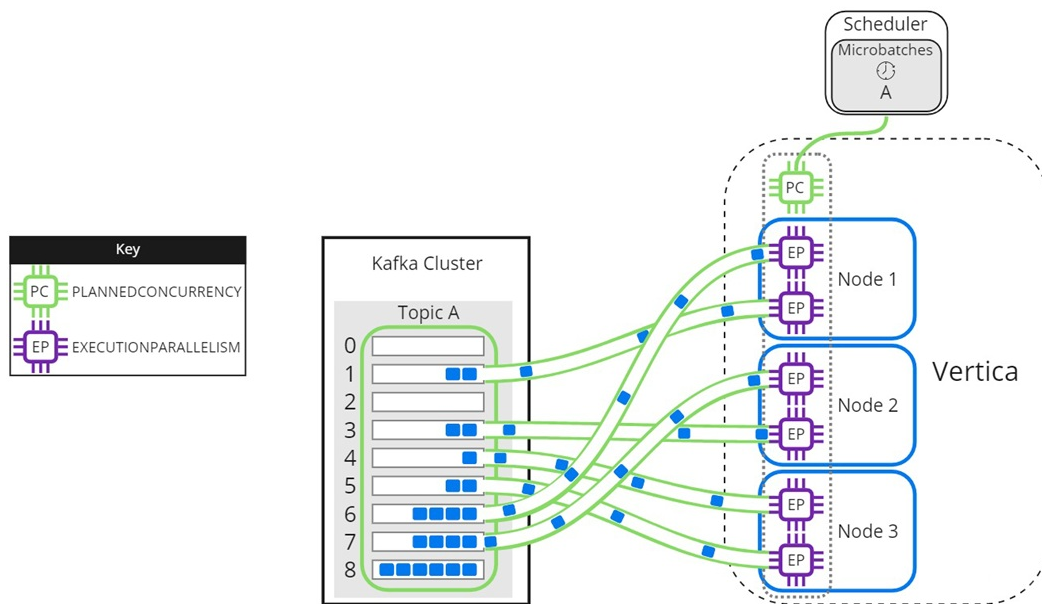 Scheduler
Microbatches
A
PC
Key
PC PLANNEDCONCURRENCY
EP EXECUTIONPARALLELISM
Kafka Cluster
Topic A
0
1
2
3
4
5
6
7
8
EP
EP
Node 1
EP
EP
Node 2
EP
EP
Node 3
Vertica